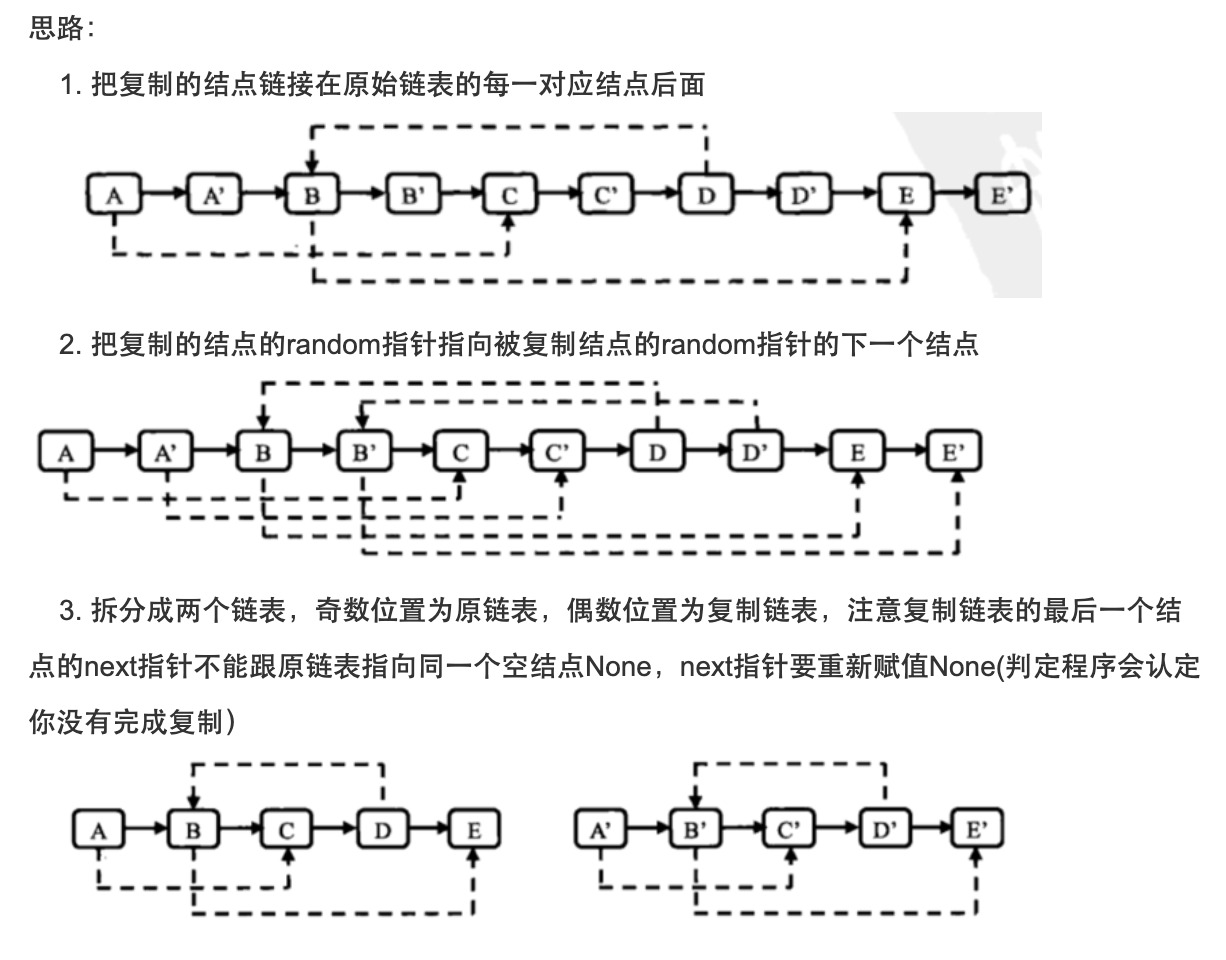 思路：
1. 把复制的结点链接在原始链表的每一对应结点后面
A A’ B B’ C C’ D D’ E E’
2. 把复制的结点的random指针指向被复制结点的random指针的下一个结点
A A’ B B’ C C’ D D’ E E’
3. 拆分成两个链表，奇数位置为原链表，偶数位置为复制链表，注意复制链表的最后一个结
点的next指针不能跟原链表指向同一个空结点None，next指针要重新赋值None(判定程序会认定
你没有完成复制）
A B C D E A’ B’ C’ D’ E’